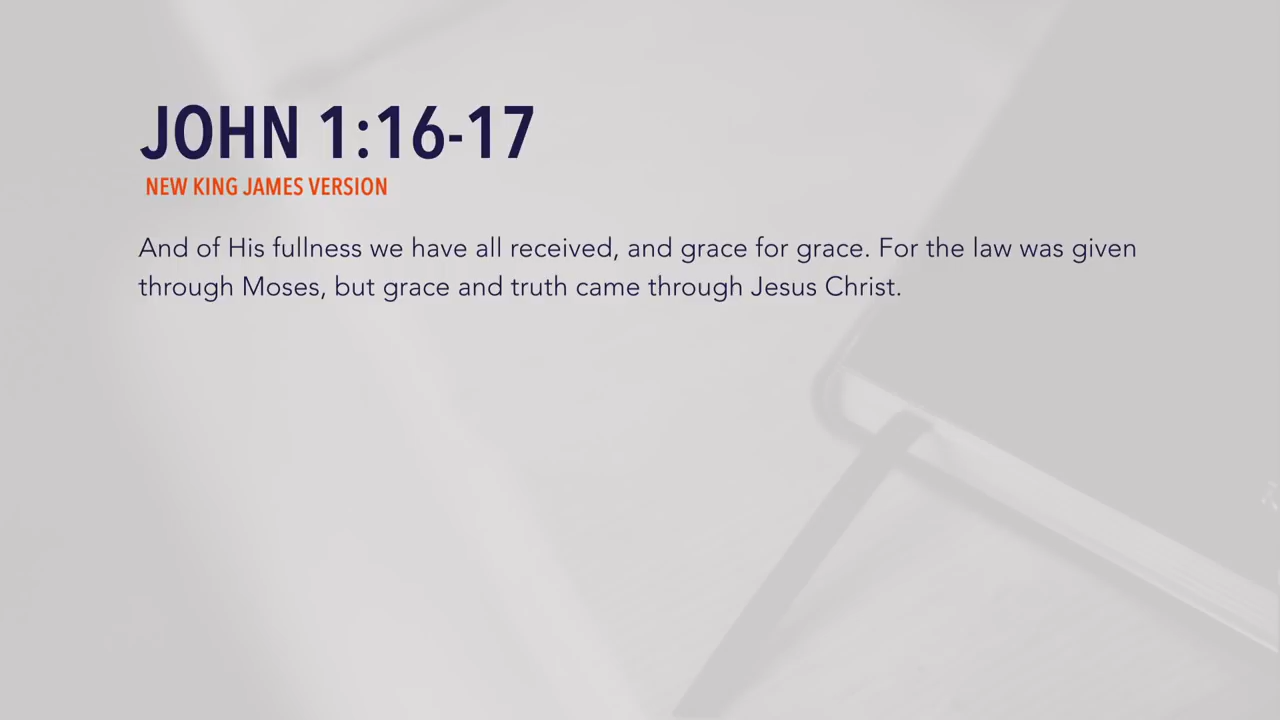 JOHN 1:16-17
NEW KING JAMES VERSION
And of His fullness we have all received, and grace for grace. For the law was given
through Moses, but grace and truth came through Jesus Christ.